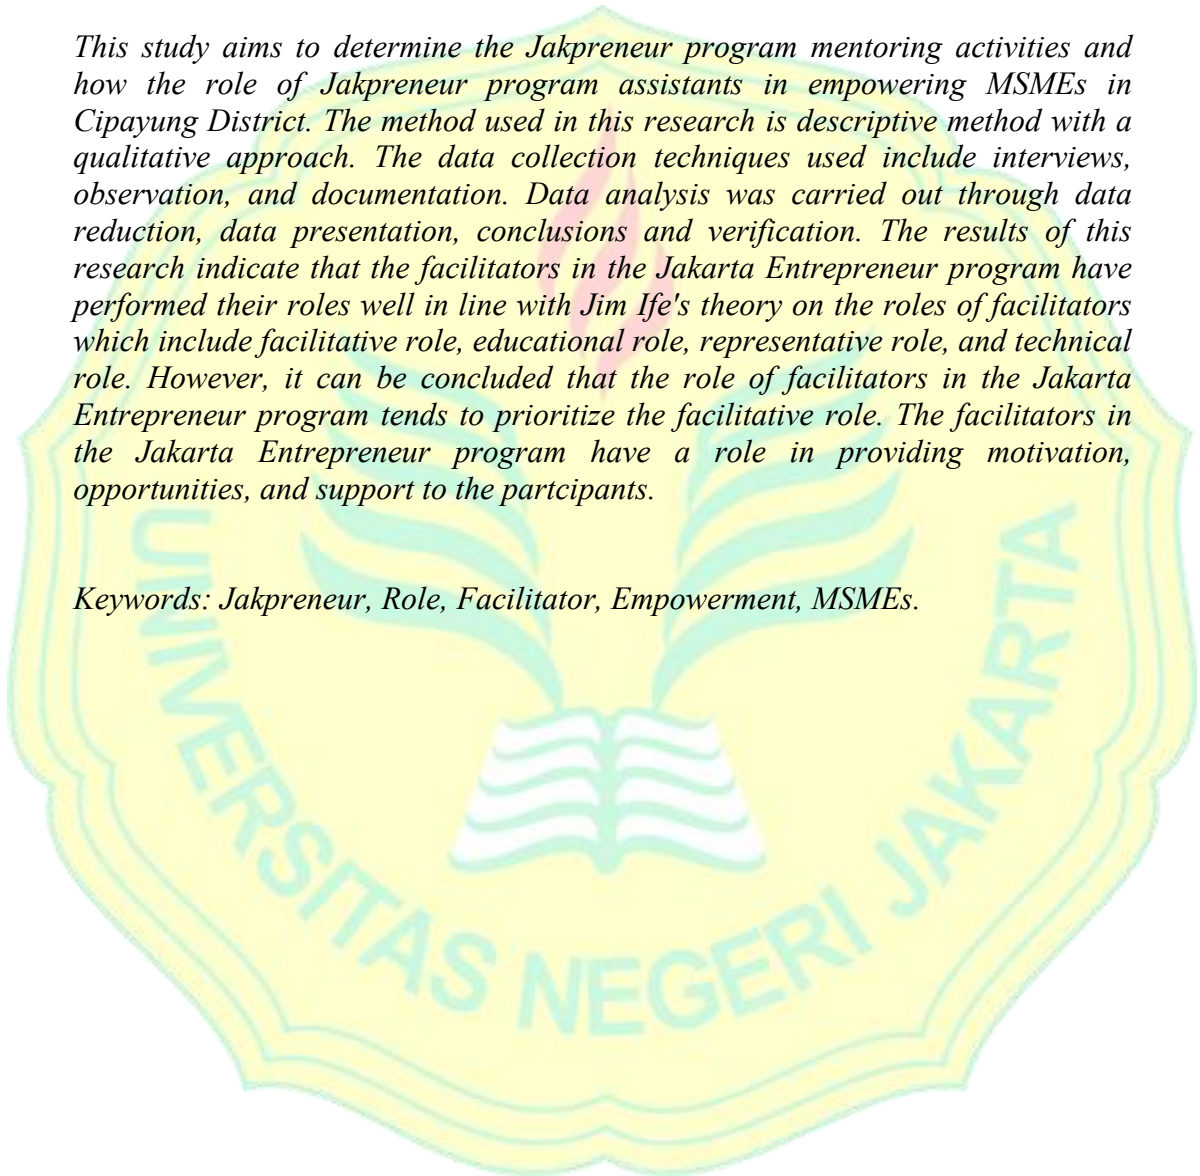 This study aims to determine the Jakpreneur program mentoring activities and
how the role of Jakpreneur program assistants in empowering MSMEs in
Cipayung District. The method used in this research is descriptive method with a
qualitative approach. The data collection techniques used include interviews,
observation, and documentation. Data analysis was carried out through data
reduction, data presentation, conclusions and verification. The results of this
research indicate that the facilitators in the Jakarta Entrepreneur program have
performed their roles well in line with Jim Ife's theory on the roles of facilitators
which include facilitative role, educational role, representative role, and technical
role. However, it can be concluded that the role of facilitators in the Jakarta
Entrepreneur program tends to prioritize the facilitative role. The facilitators in
the Jakarta Entrepreneur program have a role in providing motivation,
opportunities, and support to the partcipants.
Keywords: Jakpreneur, Role, Facilitator, Empowerment, MSMEs.
UNIVERSITAS NEGERI JAKARTA